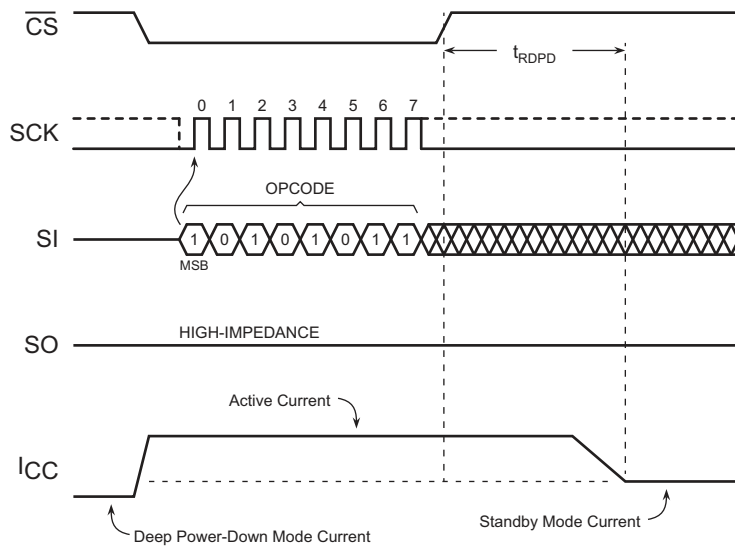 CS
tRDPD
0 1 2 3 4 5 6 7
SCK
OPCODE
SI
1 0 1 0 1 0 1 1
MSB
HIGH-IMPEDANCE
SO
Active Current
ICC
Standby Mode Current
Deep Power-Down Mode Current